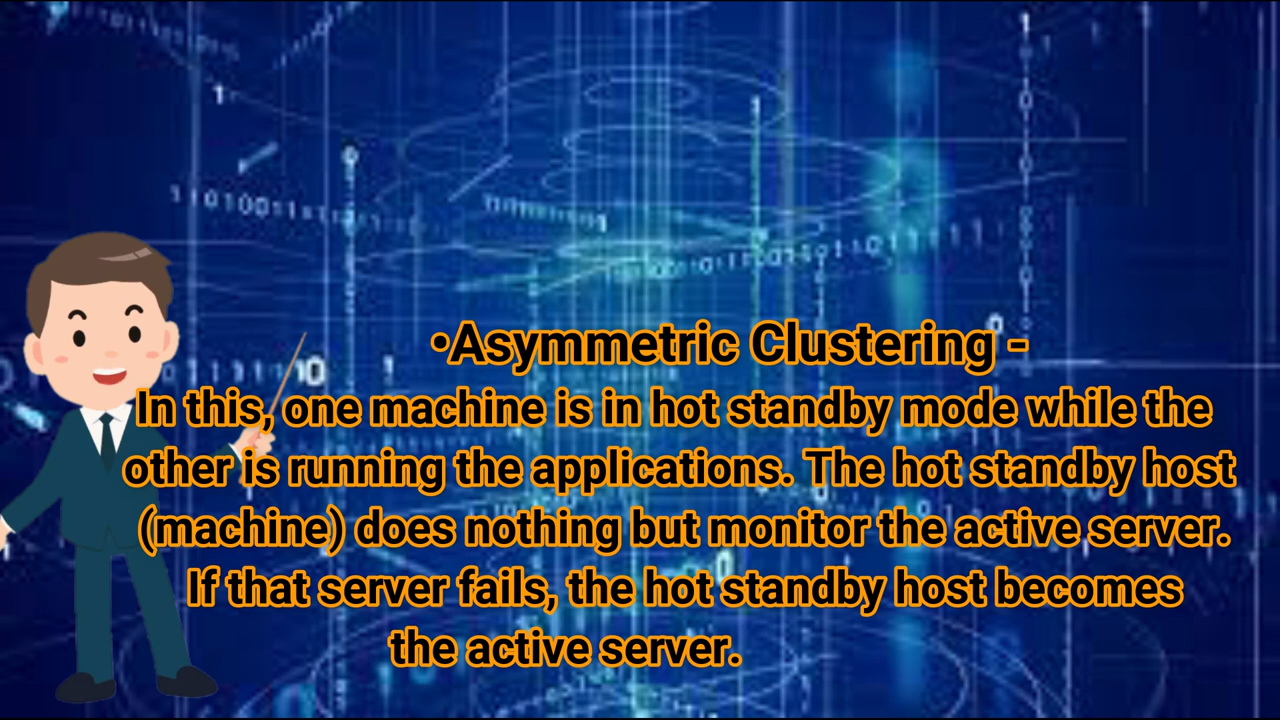 •Asymmetric Clustering -
In this, one machine is in hot standby mode while the
other is running the applications. The hot standby host
(machine) does nothing but monitor the active server.
If that server fails, the hot standby host becomes
the active server.